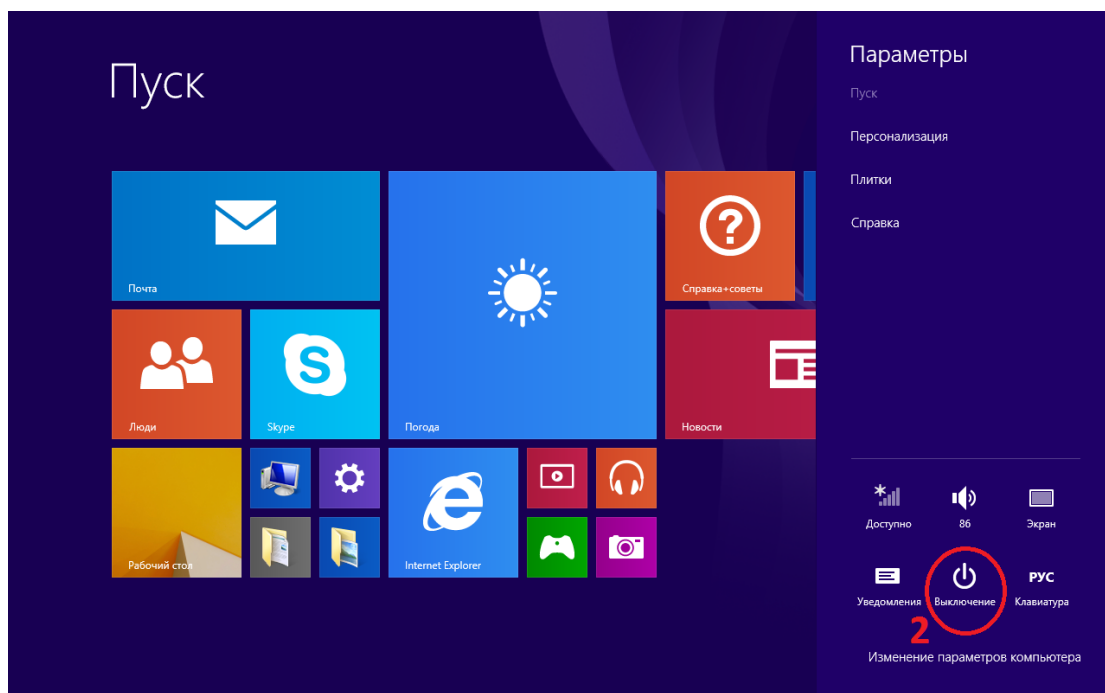 Пуск
Почта
Люди
Skype
Погода
Справка+советы
Новости
Рабочий стол
Internet Explorer
Параметры
Пуск
Персонализация
Плитки
Справка
Доступно
86
Экран
Уведомления
Выключение
РУС
Клавиатура
2
Изменение параметров компьютера